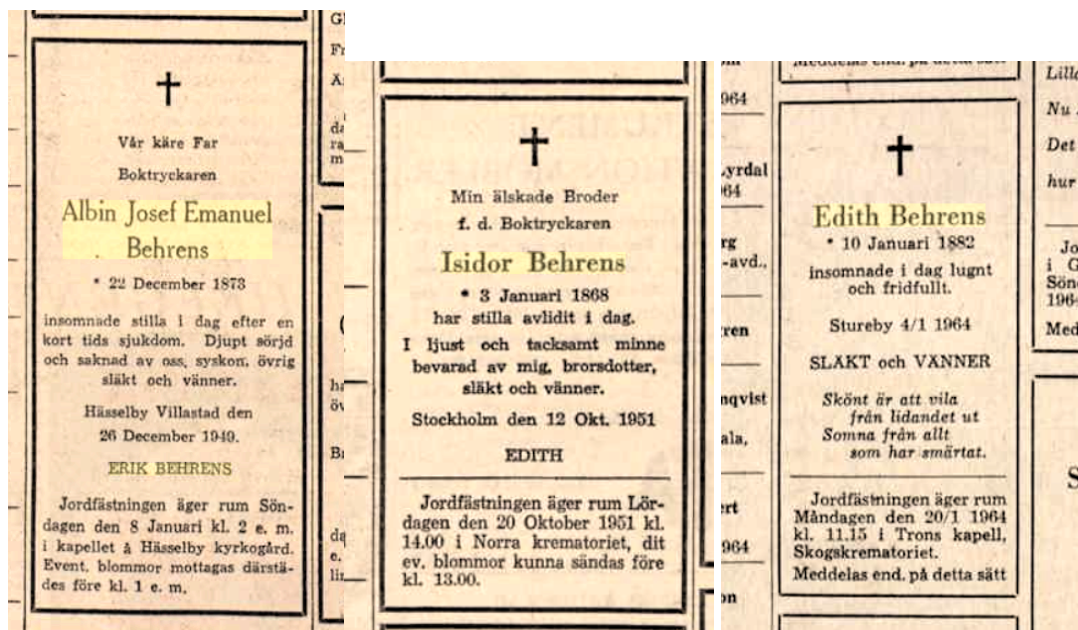 Vår käre Far
Boktryckaren
Albin Josef Emanuel
Behrens
* 22 December 1873
insomnade stilla i dag efter en
kort tids sjukdom. Djupt sörjd
och saknad av oss, syskon, övrig
släkt och vänner.
Hässelby Villastad den
26 December 1949.
ERIK BEHRENS
Jordfästningen äger rum Sön-
dagen den 8 Januari kl. 2 e. m.
i kapellet å Hässelby kyrkogård.
Event. blommor mottagas därstä-
des före kl. 1 e. m.
Min älskade Broder
f. d. Boktryckaren
Isidor Behrens
* 3 Januari 1868
har stilla avlidit i dag.
I ljust och tacksamt minne
bevarad av mig, brorsdotter,
släkt och vänner.
Stockholm den 12 Okt. 1951
EDITH
Jordfästningen äger rum Lör-
dagen den 20 Oktober 1951 kl.
14.00 i Norra krematoriet, dit
ev. blommor kunna sändas före
kl. 13.00.
Meddelas end. på detta sätt
Edith Behrens
* 10 Januari 1882
insomnade i dag lugnt
och fridfullt.
Stureby 4/1 1964
SLÄKT och VÄNNER
Skönt är att vila
från lidandet ut
Somna från allt
som har smärtat.
Jordfästningen äger rum
Måndagen den 20/1 1964
kl. 11.15 i Trons kapell,
Skogskrematoriet.
Meddelas end. på detta sätt